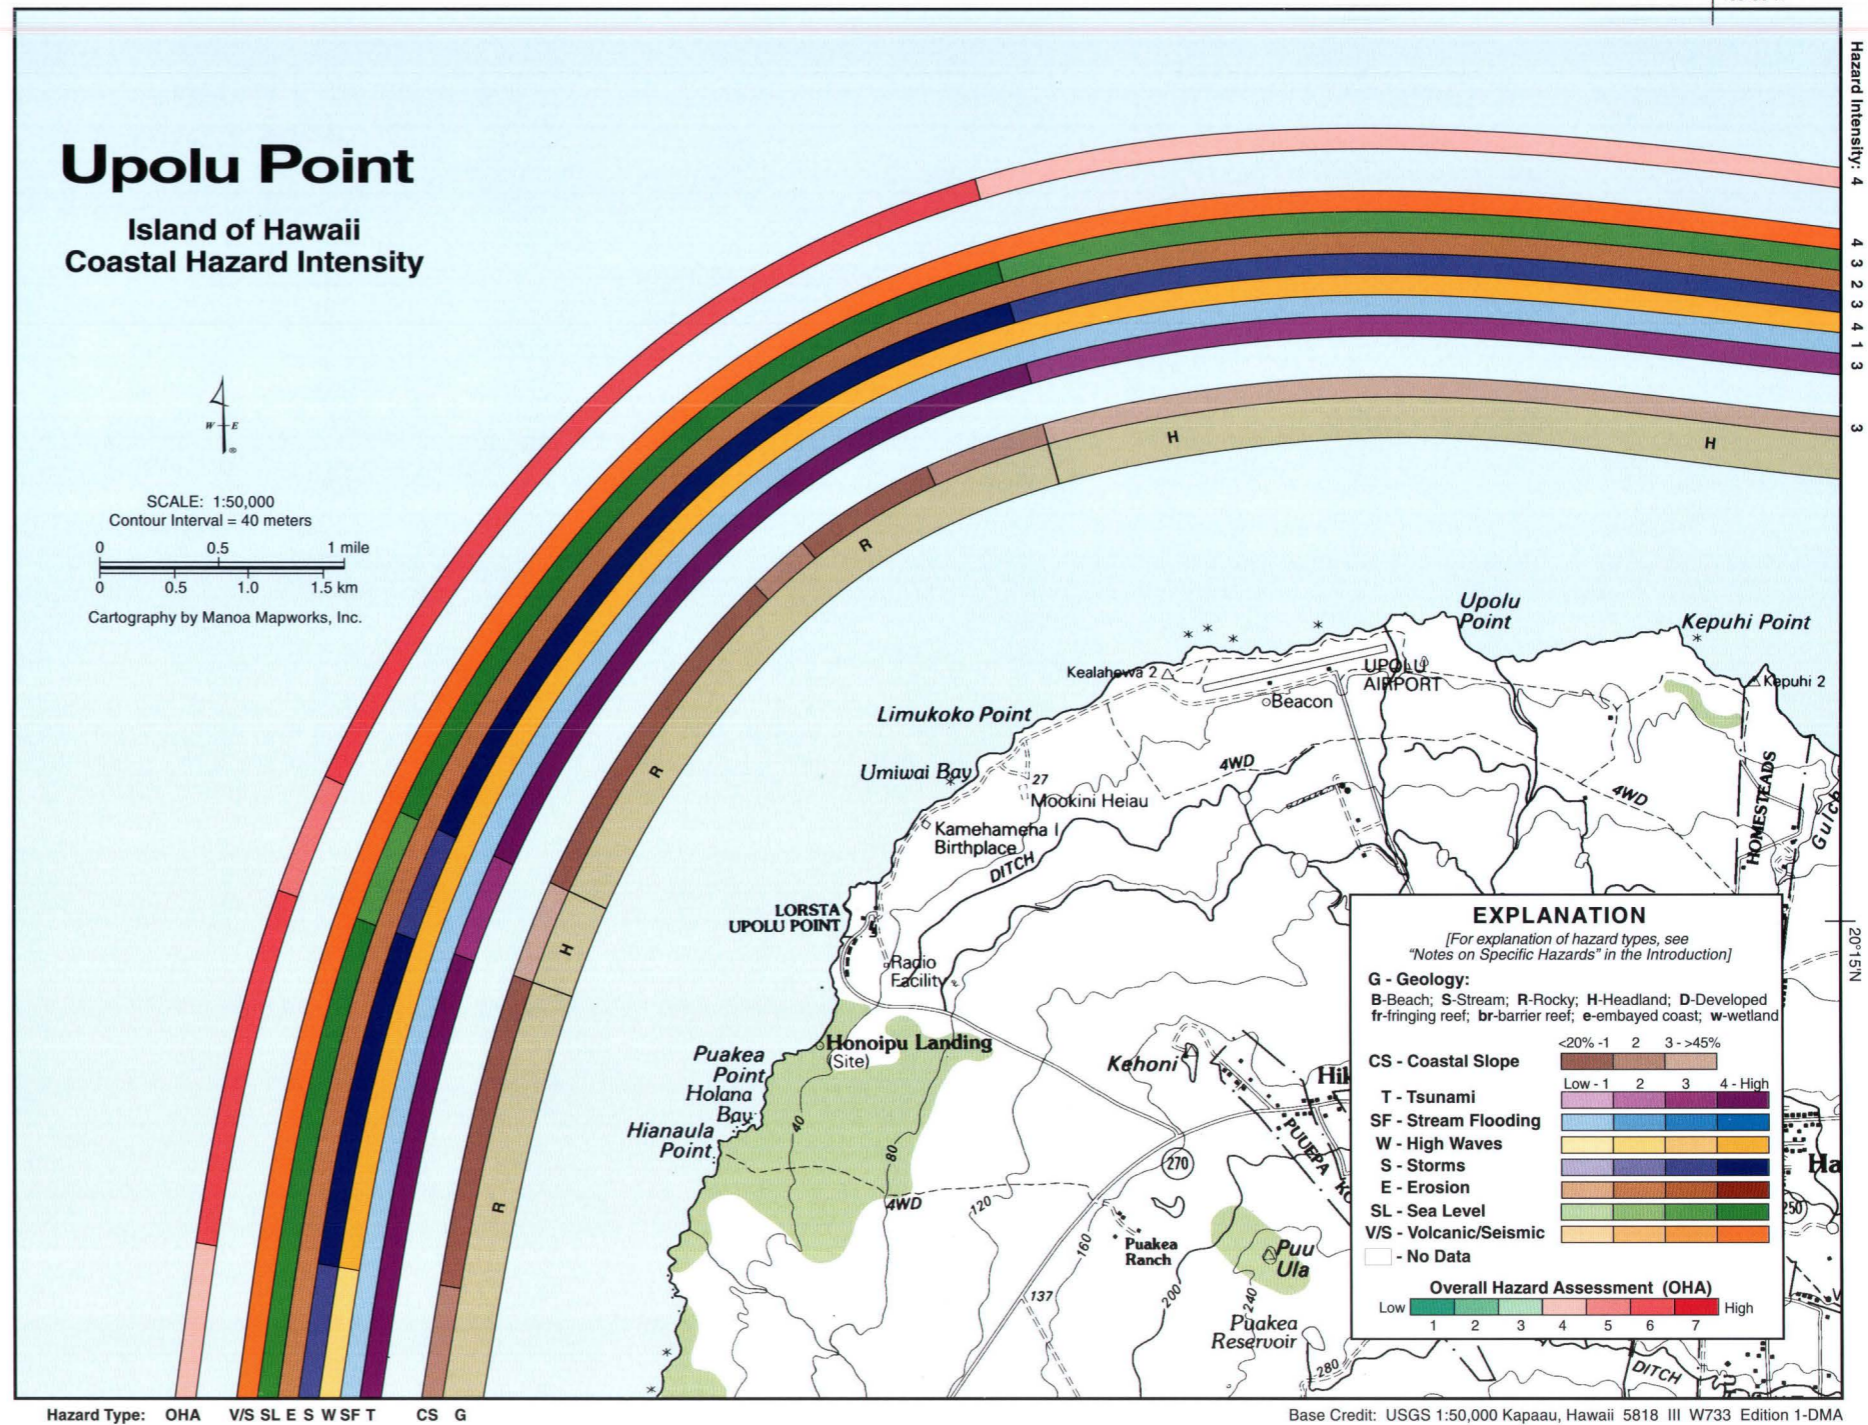 Upolu Point
Island of Hawaii
Coastal Hazard Intensity
W E
SCALE: 1:50,000
Contour Interval = 40 meters
0 0.5 1 mile
0 0.5 1.0 1.5 km
Cartography by Manoa Mapworks, Inc.
Hazard Intensity: 4
4
3
2
3
4
1
3
3
H
H
R
R
H
R
Upolu
Point
Kepuhi Point
Kealahewa 2
UPOLU
AIRPORT
Kepuhi 2
Beacon
Limukoko Point
Umiwai Bay
27
4WD
4WD
Mookini Heiau
HOMESTEADS
Gulch
Kamehameha I
Birthplace
DITCH
LORSTA
UPOLU POINT
Radio
Facility
20°15'N
Honoipu Landing
(Site)
Puakea
Point
Holana
Bay
Hianaula
Point
Kehoni
40
80
4WD
120
270
PUUEPA
160
Puakea
Ranch
Puu
Ula
137
200
240
Puakea
Reservoir
280
DITCH
250
EXPLANATION
[For explanation of hazard types, see
“Notes on Specific Hazards” in the Introduction]
G - Geology:
B-Beach; S-Stream; R-Rocky; H-Headland; D-Developed
fr-fringing reef; br-barrier reef; e-embayed coast; w-wetland
<20% -1 2 3 - >45%
CS - Coastal Slope
Low - 1 2 3 4 - High
T - Tsunami
SF - Stream Flooding
W - High Waves
S - Storms
E - Erosion
SL - Sea Level
V/S - Volcanic/Seismic
- No Data
Overall Hazard Assessment (OHA)
Low High
1 2 3 4 5 6 7
Hazard Type: OHA V/S SL E S W SF T CS G
Base Credit: USGS 1:50,000 Kapaau, Hawaii 5818 III W733 Edition 1-DMA